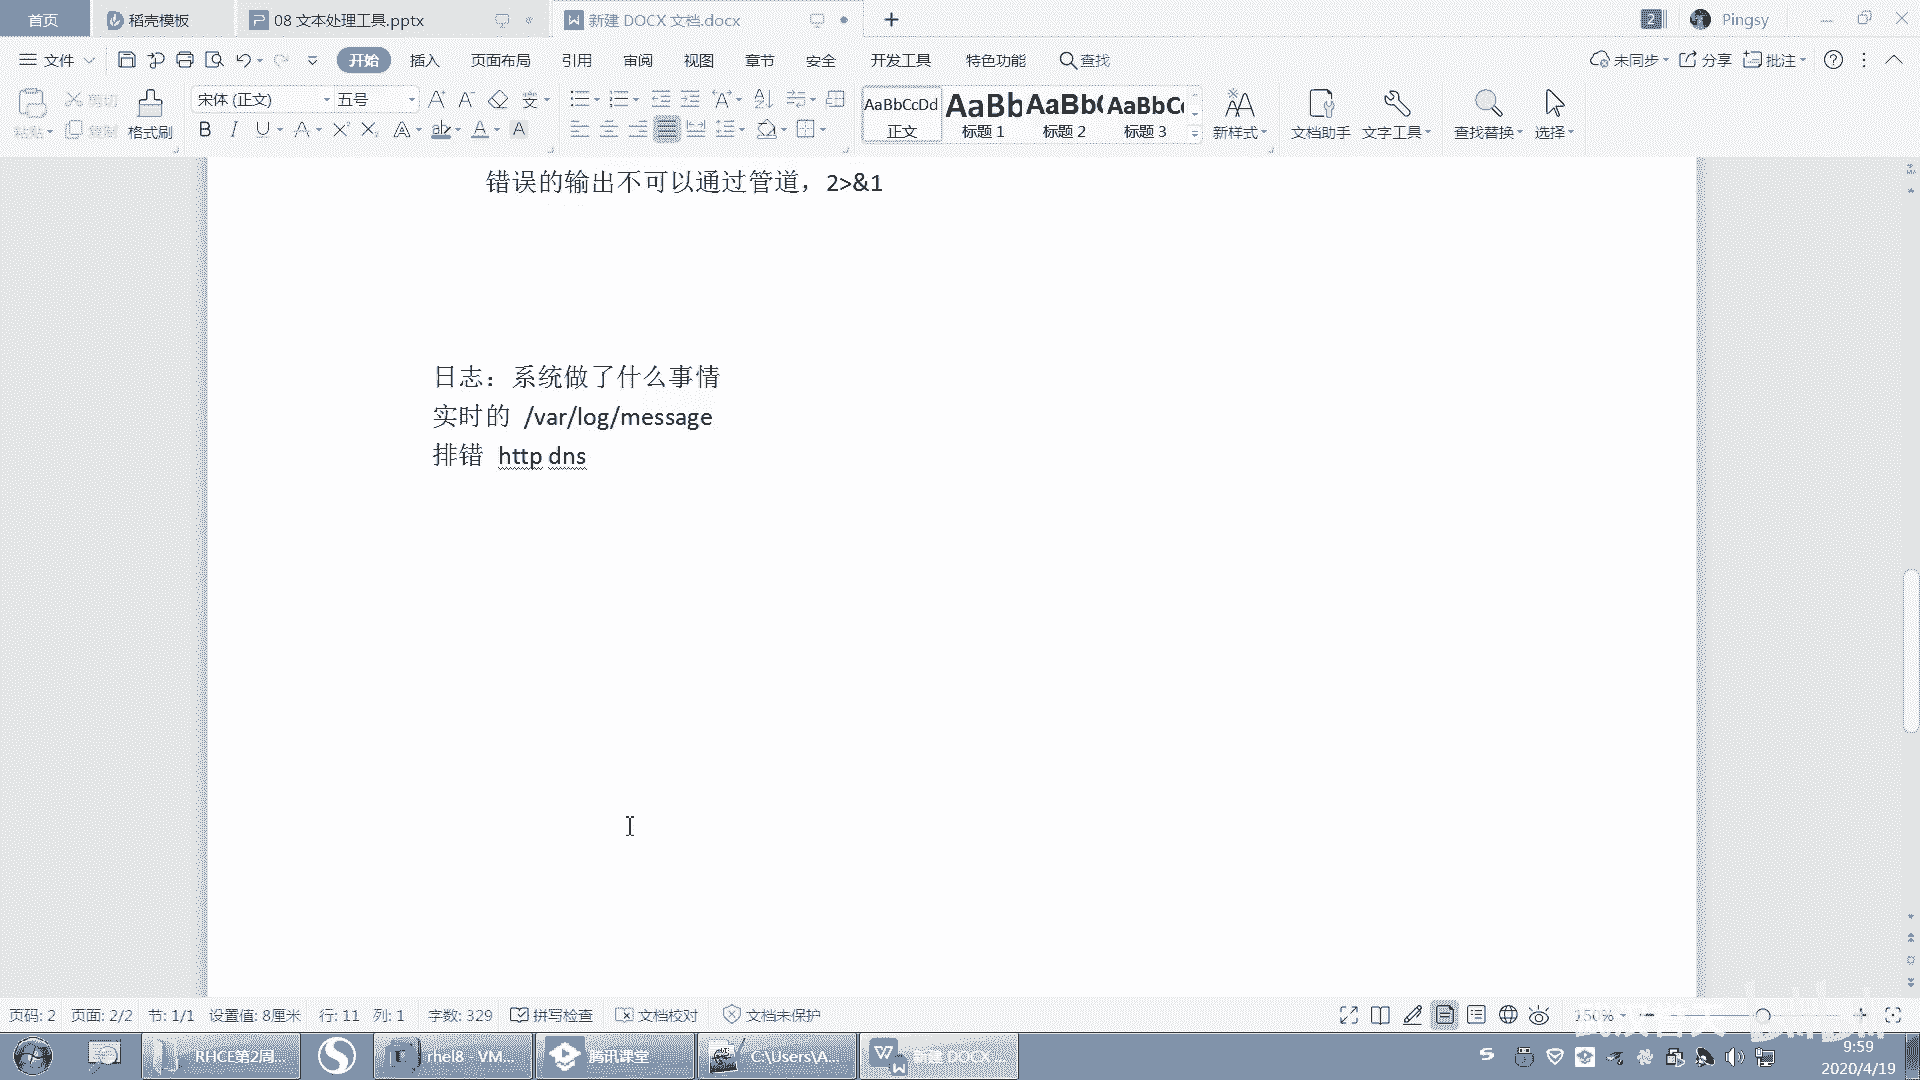 首页
稻壳模板
08 文本处理工具.pptx
新建 DOCX 文档.docx
2
Pingsy
文件
开始
插入
页面布局
引用
审阅
视图
章节
安全
开发工具
特色功能
查找
未同步
分享
批注
粘贴
剪切
复制
格式刷
宋体 (正文)
五号
AaBbCcDd
正文
AaBb
标题 1
AaBb(
标题 2
AaBbC
标题 3
新样式
文档助手
文字工具
查找替换
选择
错误的输出不可以通过管道，2>&1
日志：系统做了什么事情
实时的 /var/log/message
排错 http dns
页码: 2
页面: 2/2
节: 1/1
设置值: 8厘米
行: 11
列: 1
字数: 329
拼写检查
文档校对
文档未保护
150%
RHCE第2周...
rhel8 - VM...
腾讯课堂
C:\Users\A...
新建 DOCX ...
9:59
2020/4/19